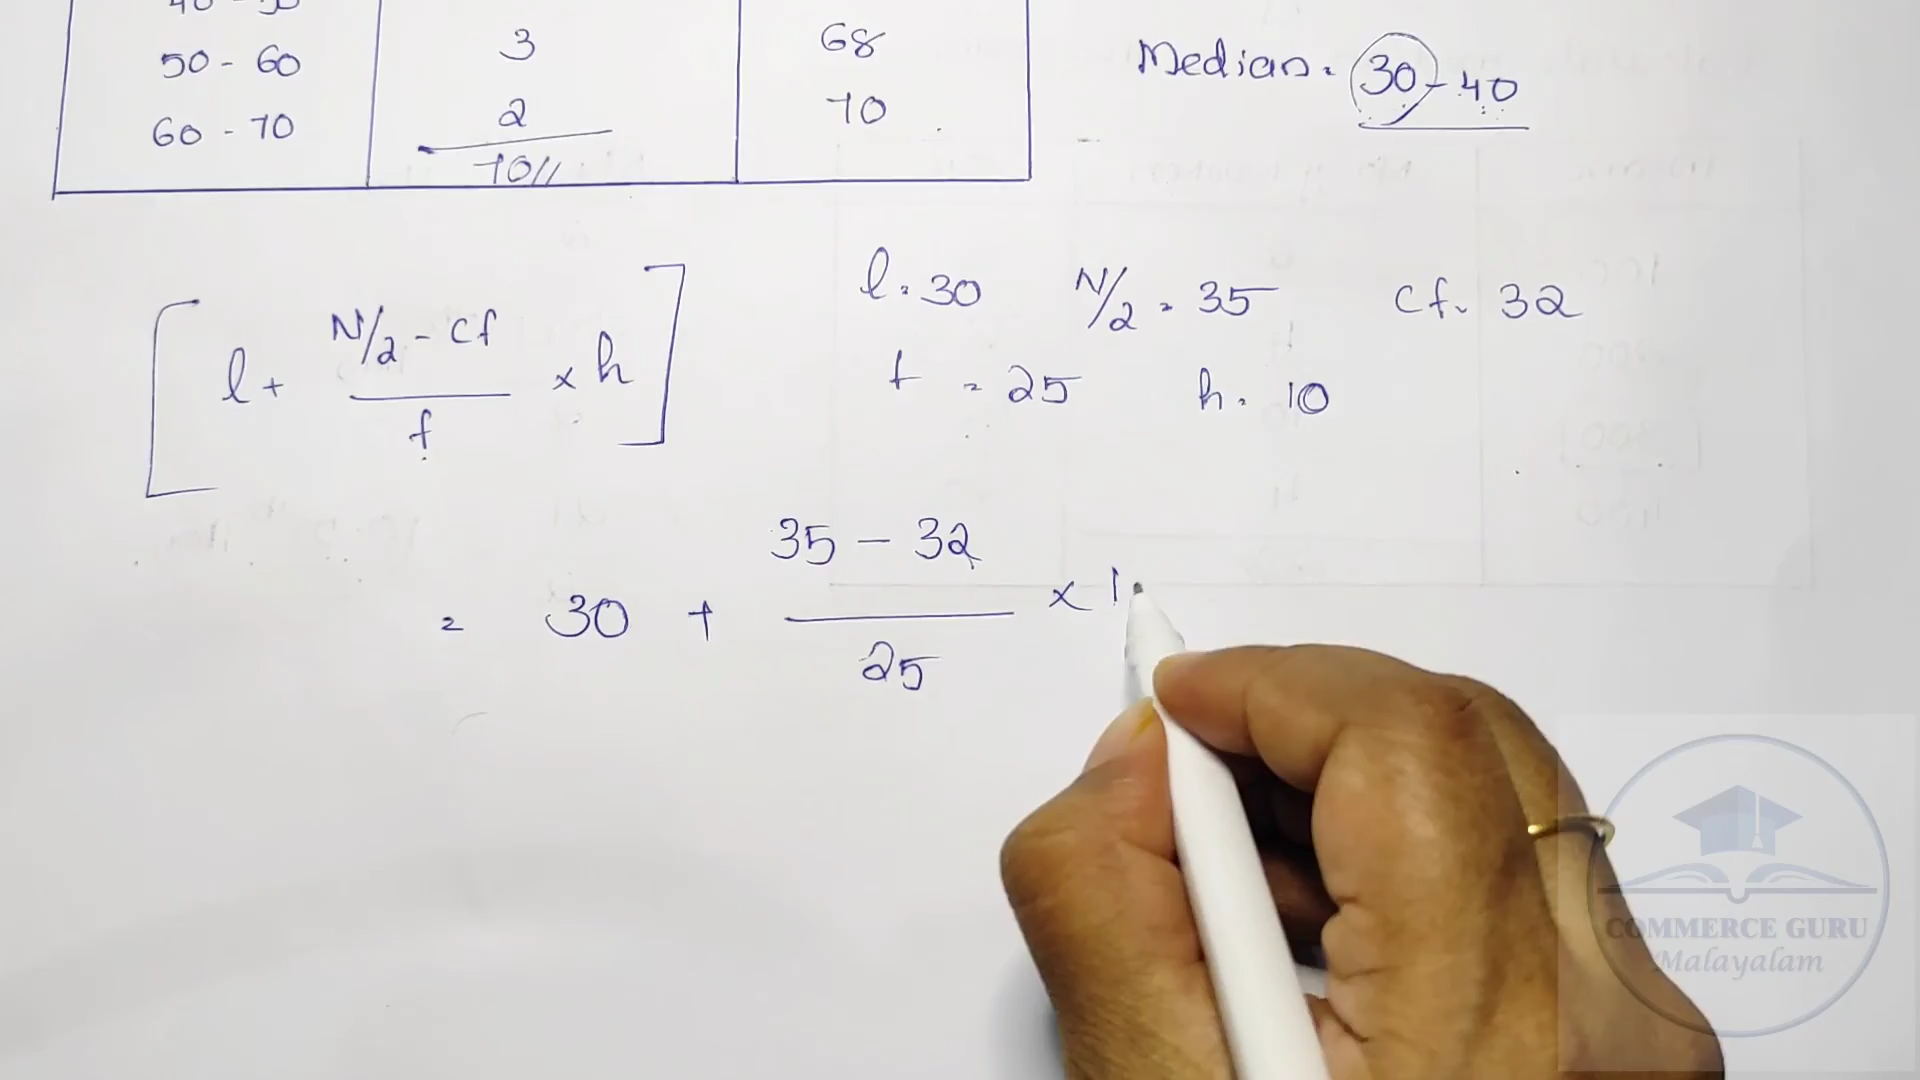 50 - 60 3 68
60 - 70 2 70
70//
Median = 30 - 40
l = 30 N/2 = 35 Cf = 32
f = 25 h = 10
[ l + N/2 - Cf × h ]
f
35 - 32
= 30 + × 1
25
COMMERCE GURU
Malayalam